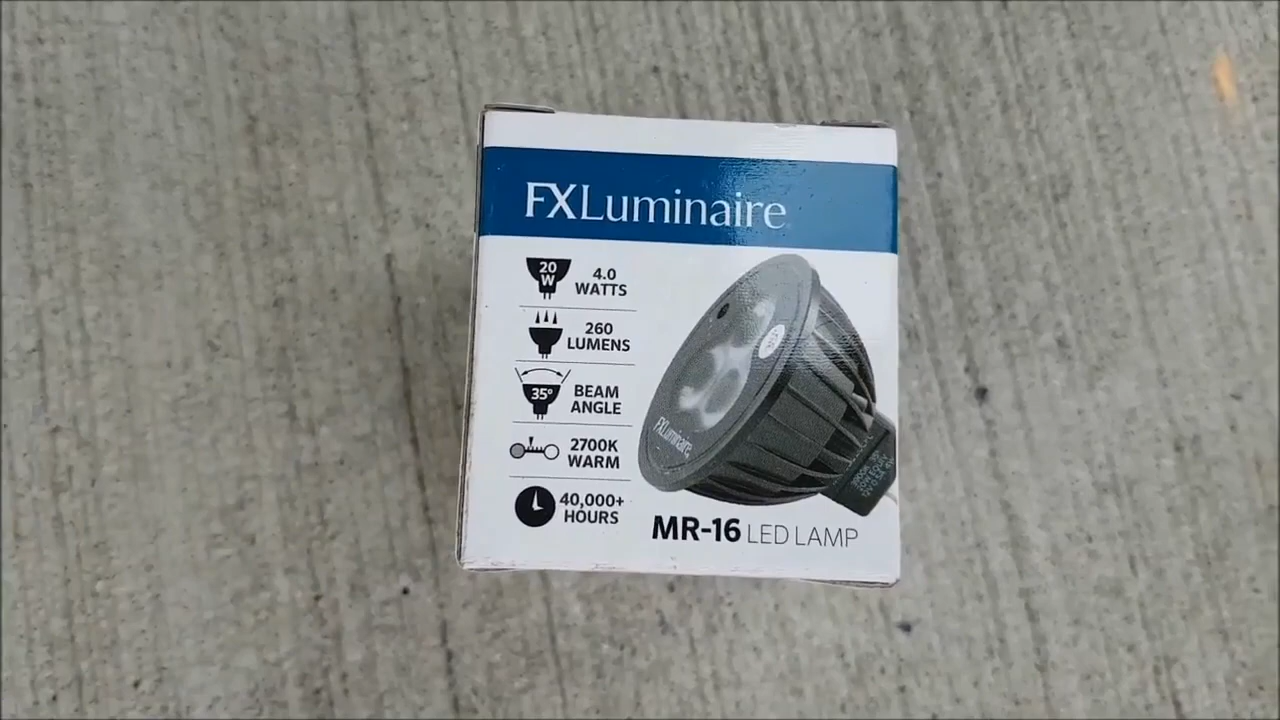 FXLuminaire
20
W
4.0
WATTS
260
LUMENS
35°
BEAM
ANGLE
2700K
WARM
40,000+
HOURS
FXLuminaire
MR-16 LED LAMP